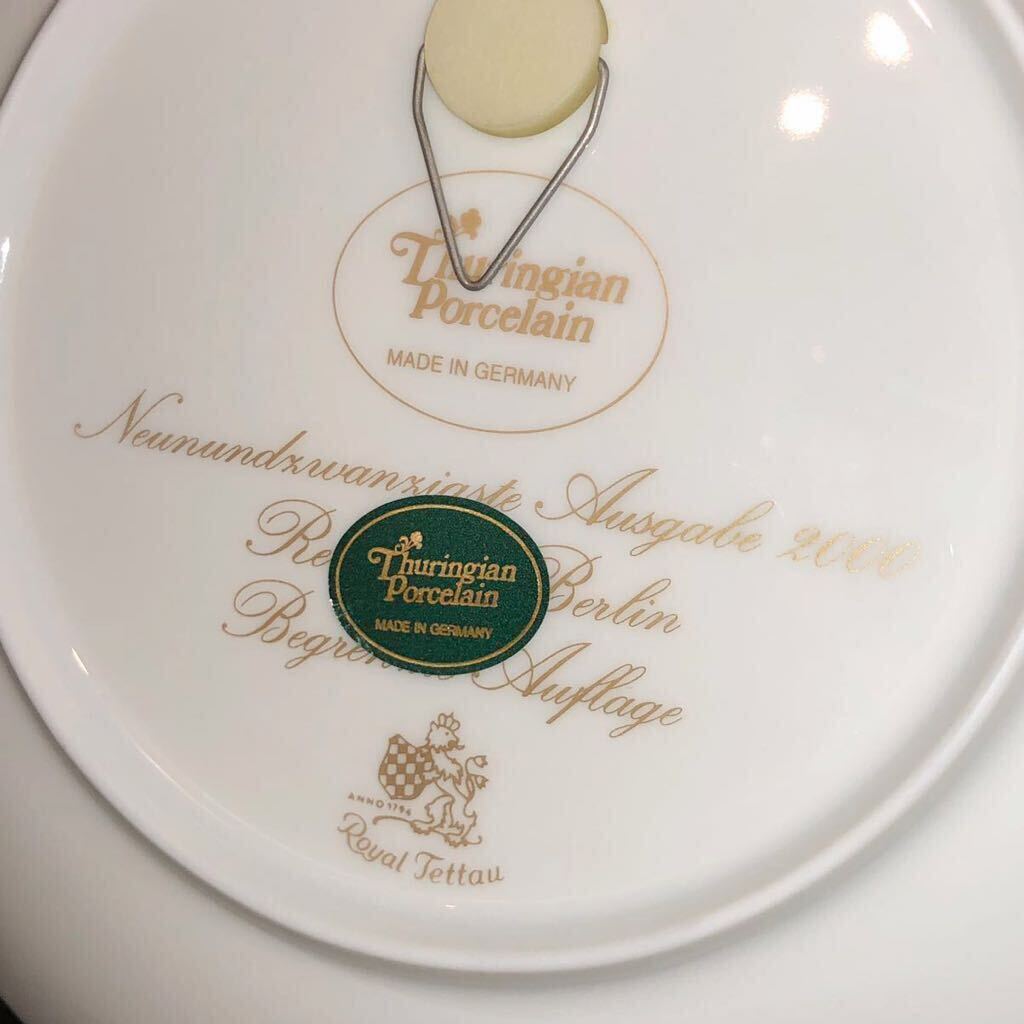 Thuringian
Porcelain
MADE IN GERMANY
Neunundzwanzigste Ausgabe 2000
Berlin
Auflage
Thuringian
Porcelain
MADE IN GERMANY
ANNO 1794
Royal Tettau